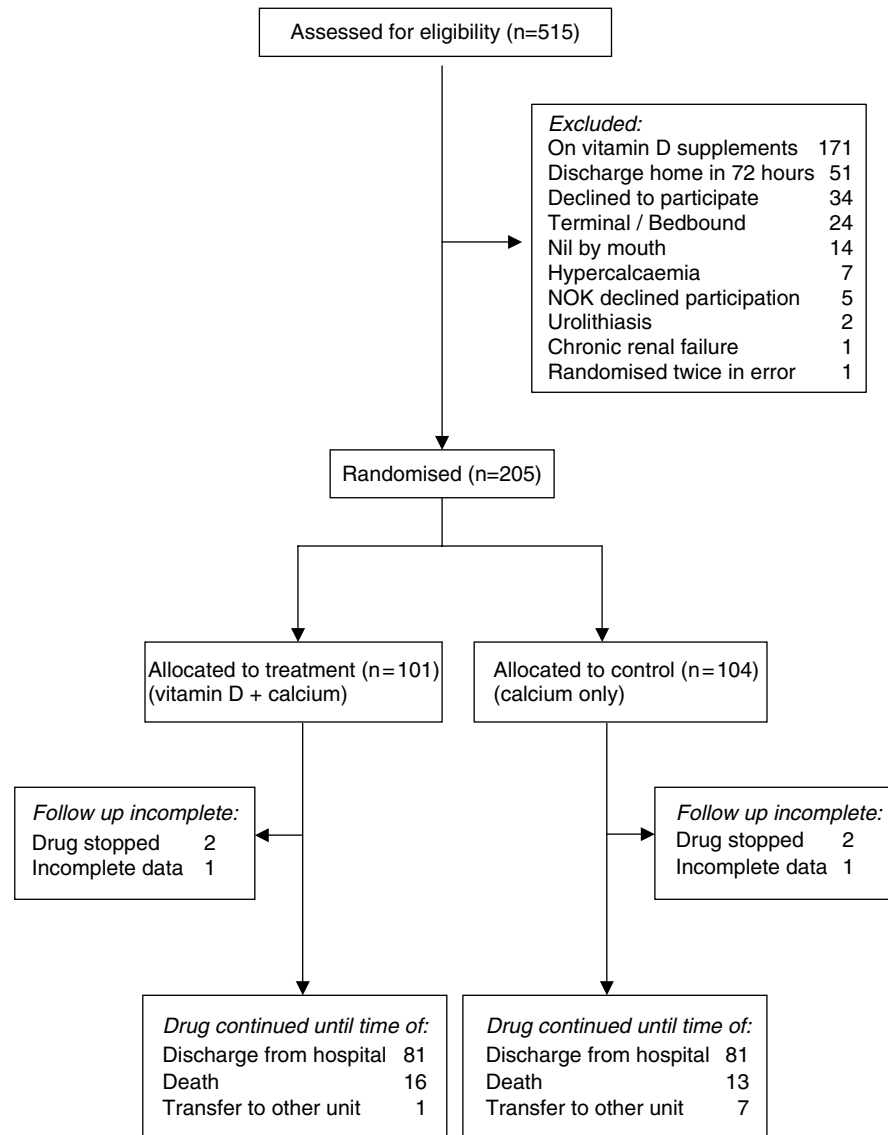 Assessed for eligibility (n=515)
Excluded:
On vitamin D supplements 171
Discharge home in 72 hours 51
Declined to participate 34
Terminal / Bedbound 24
Nil by mouth 14
Hypercalcaemia 7
NOK declined participation 5
Urolithiasis 2
Chronic renal failure 1
Randomised twice in error 1
Randomised (n=205)
Allocated to treatment (n=101)
(vitamin D + calcium)
Allocated to control (n=104)
(calcium only)
Follow up incomplete:
Drug stopped 2
Incomplete data 1
Follow up incomplete:
Drug stopped 2
Incomplete data 1
Drug continued until time of:
Discharge from hospital 81
Death 16
Transfer to other unit 1
Drug continued until time of:
Discharge from hospital 81
Death 13
Transfer to other unit 7